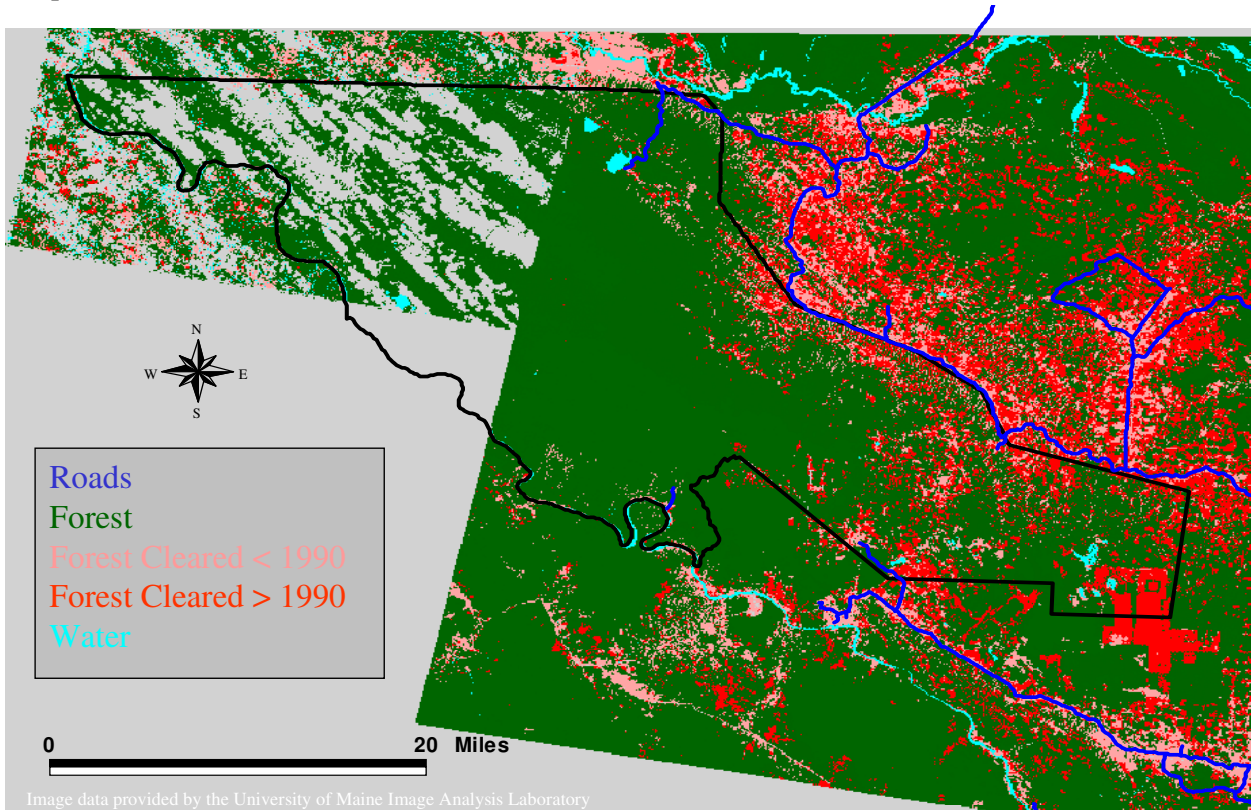 N
W E
S
Roads
Forest
Forest Cleared < 1990
Forest Cleared > 1990
Water
0 20 Miles
Image data provided by the University of Maine Image Analysis Laboratory